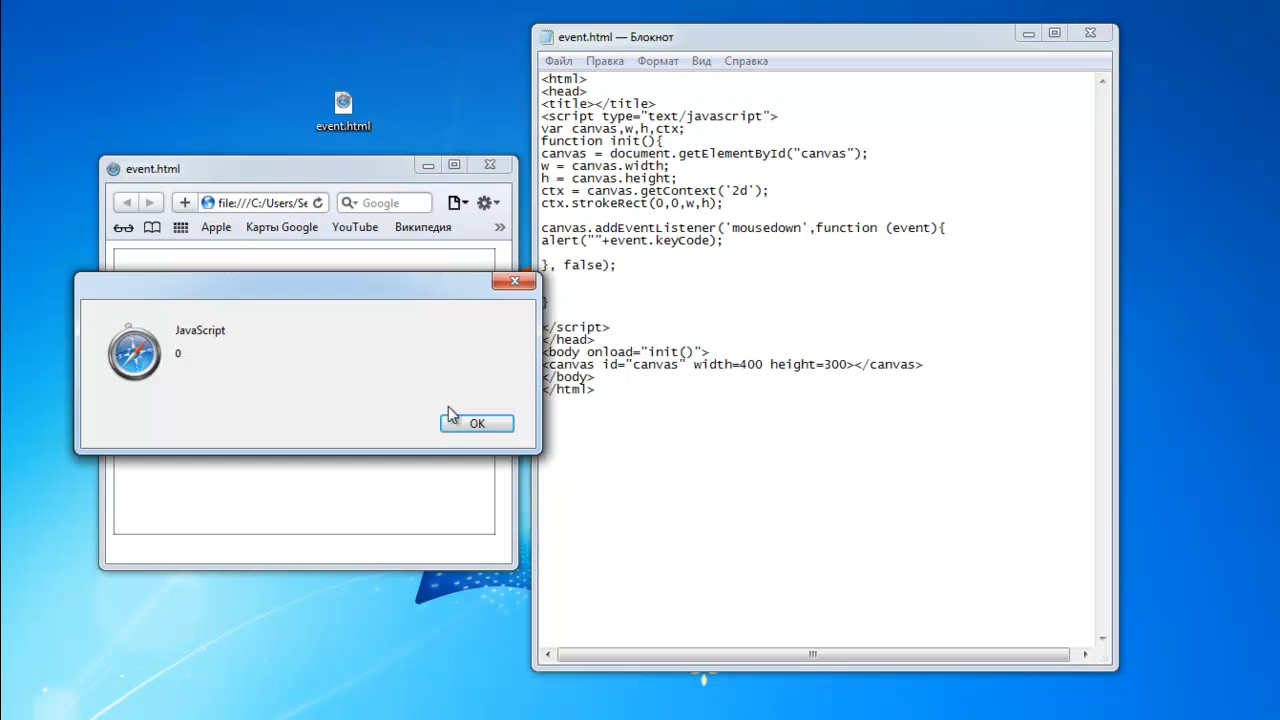 event.html — Блокнот
Файл Правка Формат Вид Справка
<html>
<head>
<title></title>
<script type="text/javascript">
var canvas,w,h,ctx;
function init(){
canvas = document.getElementById("canvas");
w = canvas.width;
h = canvas.height;
ctx = canvas.getContext('2d');
ctx.strokeRect(0,0,w,h);
canvas.addEventListener('mousedown',function (event){
alert(""+event.keyCode);
}, false);
}
</script>
</head>
<body onload="init()">
<canvas id="canvas" width=400 height=300></canvas>
</body>
</html>
event.html
event.html
file:///C:/Users/Se
Google
Apple Карты Google YouTube Википедия
JavaScript
0
OK